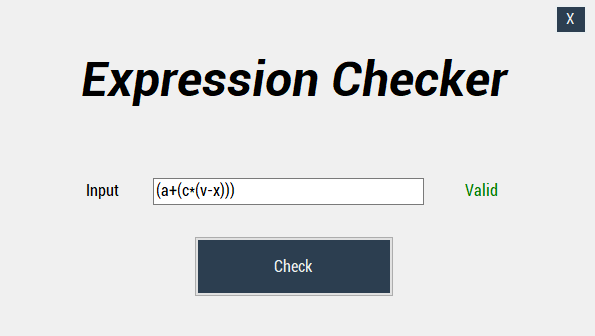 X
Expression Checker
Input
(a+(c*(v-x)))
Valid
Check